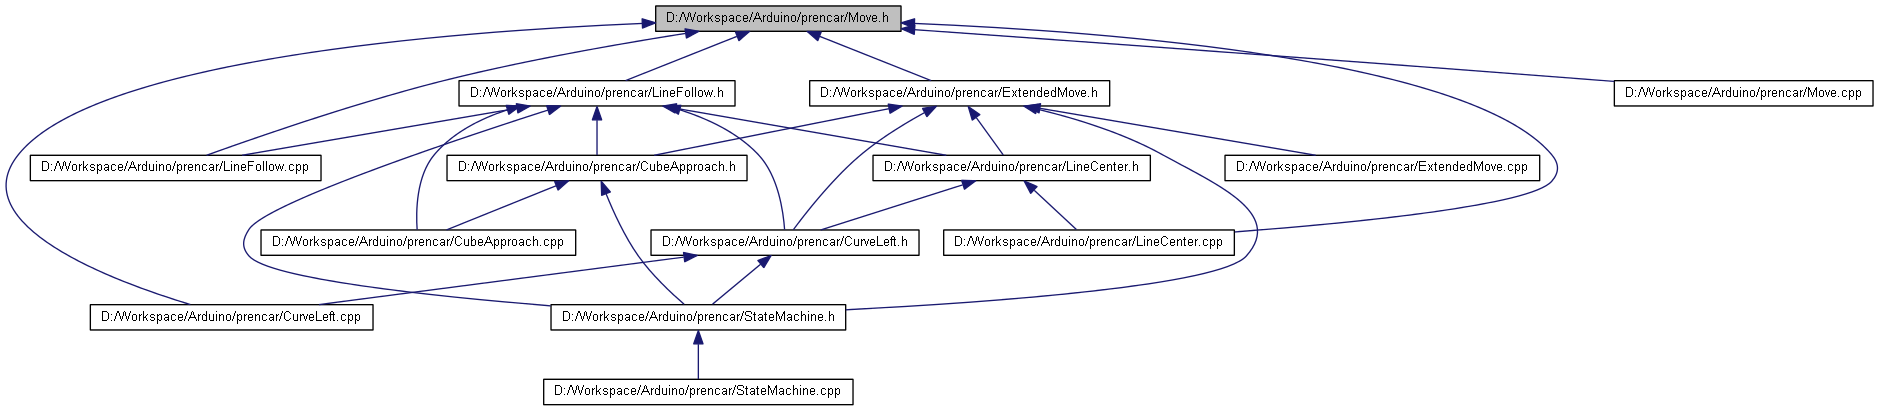 D:/Workspace/Arduino/prencar/Move.h
D:/Workspace/Arduino/prencar/LineFollow.h
D:/Workspace/Arduino/prencar/ExtendedMove.h
D:/Workspace/Arduino/prencar/Move.cpp
D:/Workspace/Arduino/prencar/LineFollow.cpp
D:/Workspace/Arduino/prencar/CubeApproach.h
D:/Workspace/Arduino/prencar/LineCenter.h
D:/Workspace/Arduino/prencar/ExtendedMove.cpp
D:/Workspace/Arduino/prencar/CubeApproach.cpp
D:/Workspace/Arduino/prencar/CurveLeft.h
D:/Workspace/Arduino/prencar/LineCenter.cpp
D:/Workspace/Arduino/prencar/CurveLeft.cpp
D:/Workspace/Arduino/prencar/StateMachine.h
D:/Workspace/Arduino/prencar/StateMachine.cpp